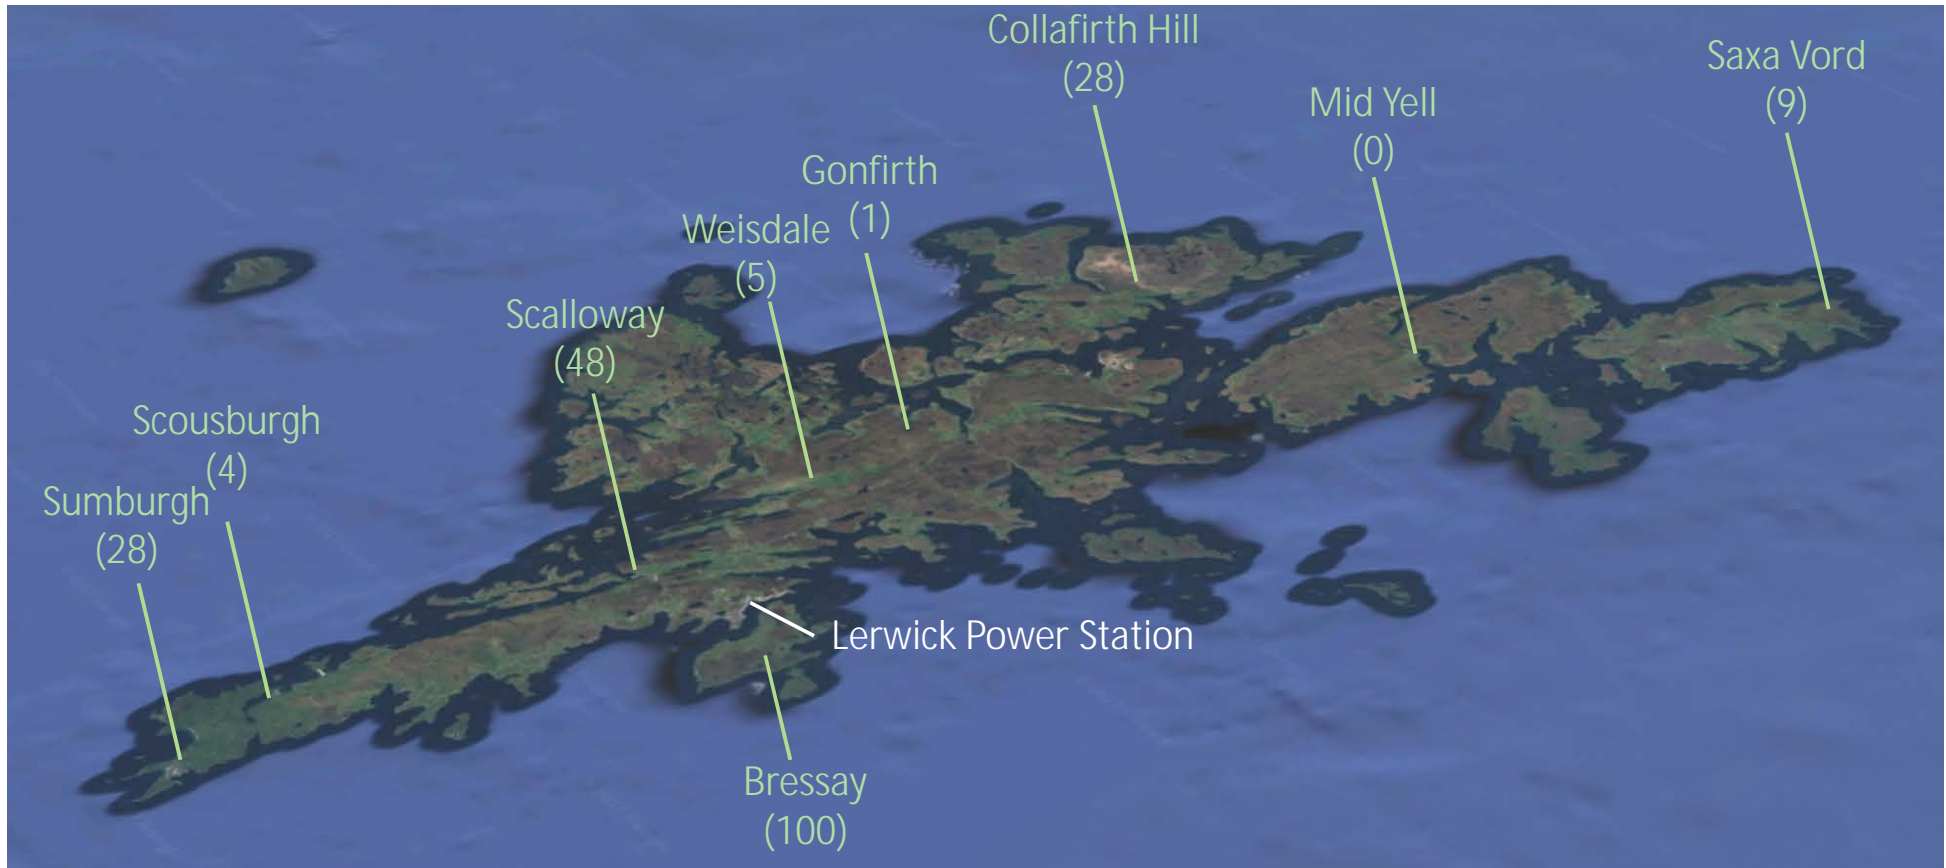 Collafirth Hill
(28)
Saxa Vord
(9)
Mid Yell
(0)
Gonfirth
(1)
Weisdale
(5)
Scalloway
(48)
Scousburgh
(4)
Sumburgh
(28)
Lerwick Power Station
Bressay
(100)